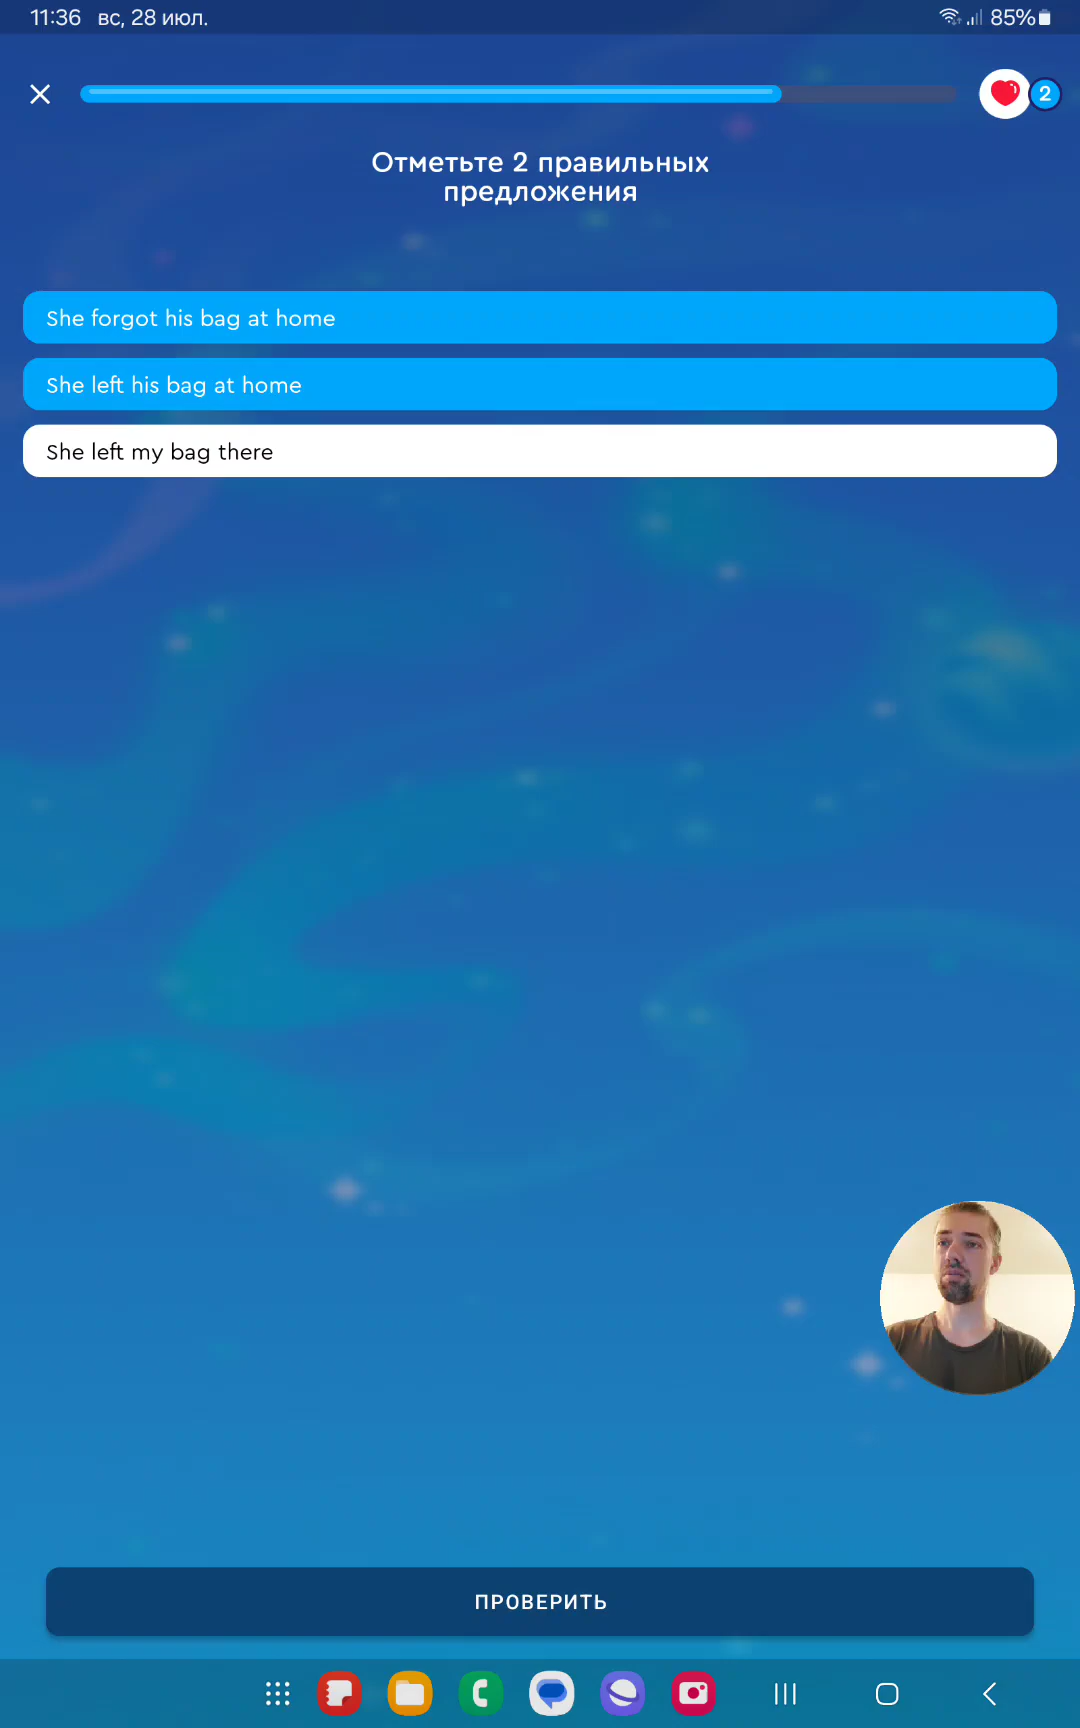 11:36 вс, 28 июл. 85%
2
Отметьте 2 правильных
предложения
She forgot his bag at home
She left his bag at home
She left my bag there
ПРОВЕРИТЬ